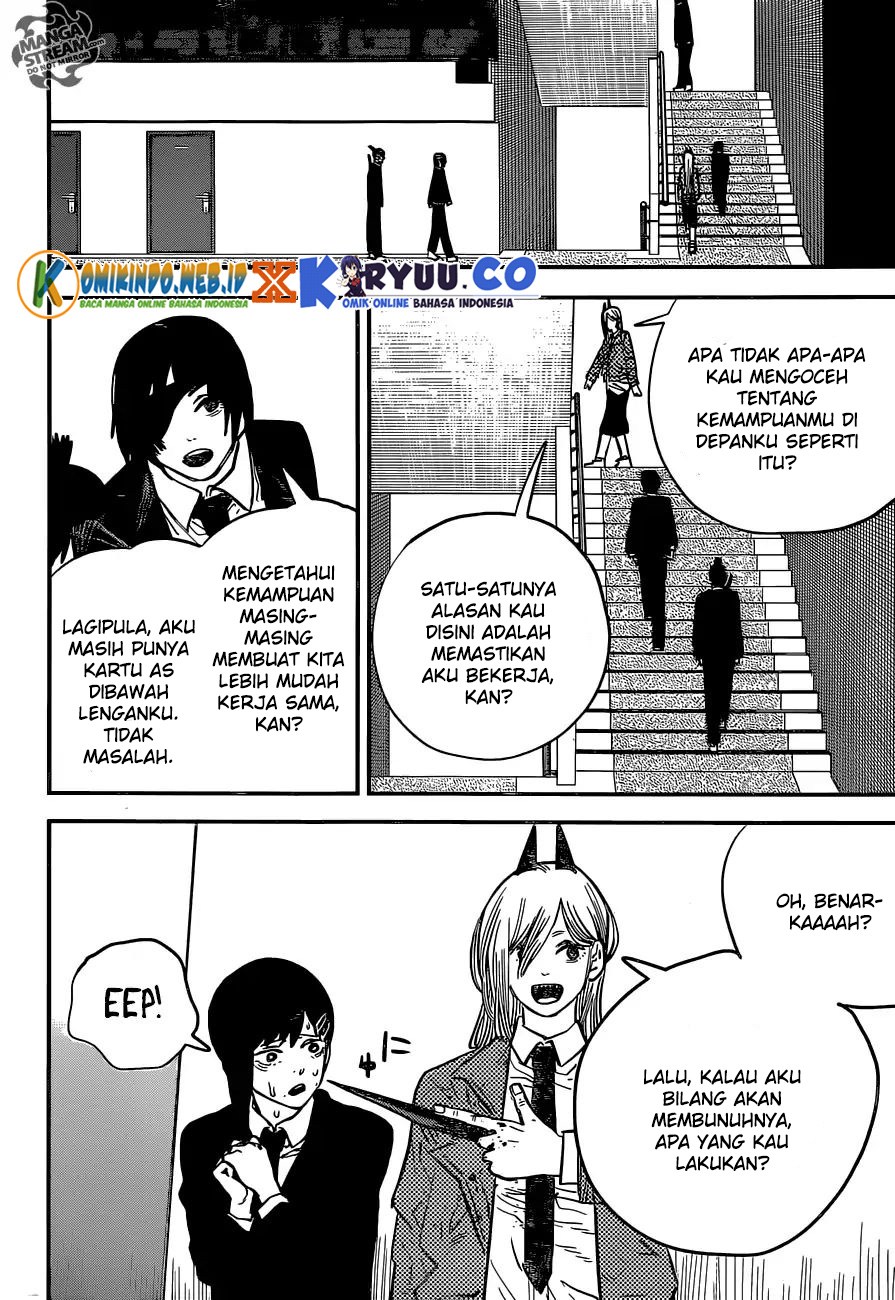 MANGA
STREAM.COM
DO NOT MIRROR
KOMIKINDO.WEB.ID X KIRYUU.CO
BACA MANGA ONLINE BAHASA INDONESIA
OMIK ONLINE BAHASA INDONESIA
APA TIDAK APA-APA
KAU MENGOCEH
TENTANG
KEMAMPUANMU DI
DEPANKU SEPERTI
ITU?
SATU-SATUNYA
ALASAN KAU
DISINI ADALAH
MEMASTIKAN
AKU BEKERJA,
KAN?
MENGETAHUI
KEMAMPUAN
MASING-
MASING
MEMBUAT KITA
LEBIH MUDAH
KERJA SAMA,
KAN?
LAGIPULA, AKU
MASIH PUNYA
KARTU AS
DIBAWAH
LENGANKU.
TIDAK
MASALAH.
OH, BENAR-
KAAAAH?
LALU, KALAU AKU
BILANG AKAN
MEMBUNUHNYA,
APA YANG KAU
LAKUKAN?
EEP!